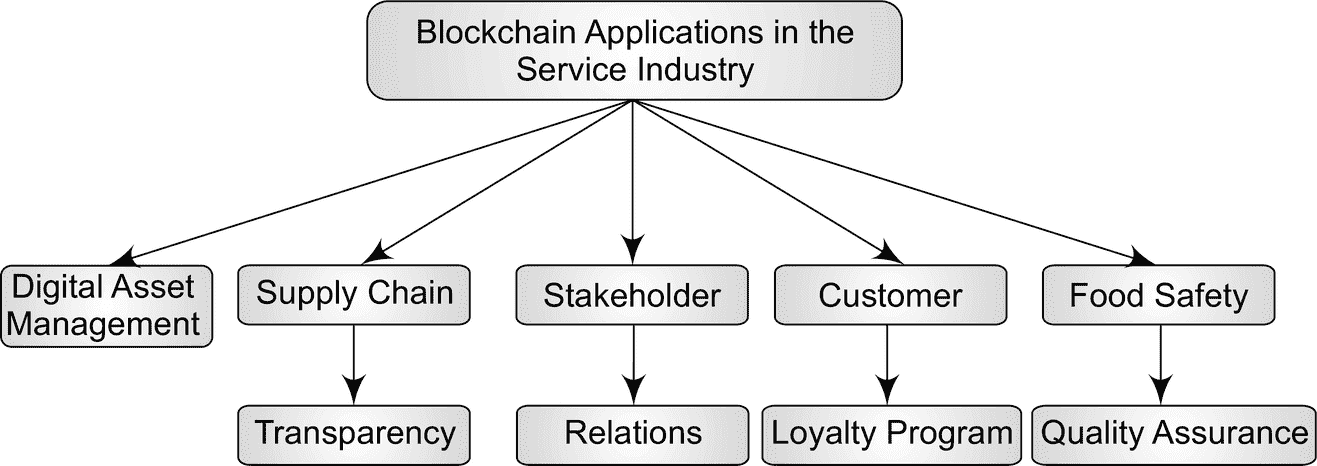 Blockchain Applications in the
Service Industry
Digital Asset
Management
Supply Chain
Stakeholder
Customer
Food Safety
Transparency
Relations
Loyalty Program
Quality Assurance